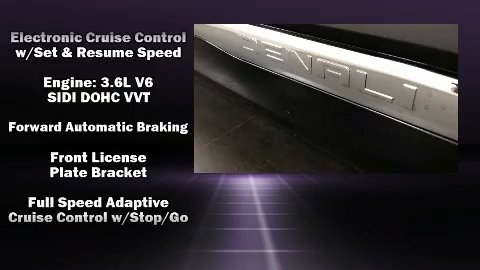 Electronic Cruise Control
w/Set & Resume Speed
Engine: 3.6L V6
SIDI DOHC VVT
Forward Automatic Braking
Front License
Plate Bracket
Full Speed Adaptive
Cruise Control w/Stop/Go
DENALI